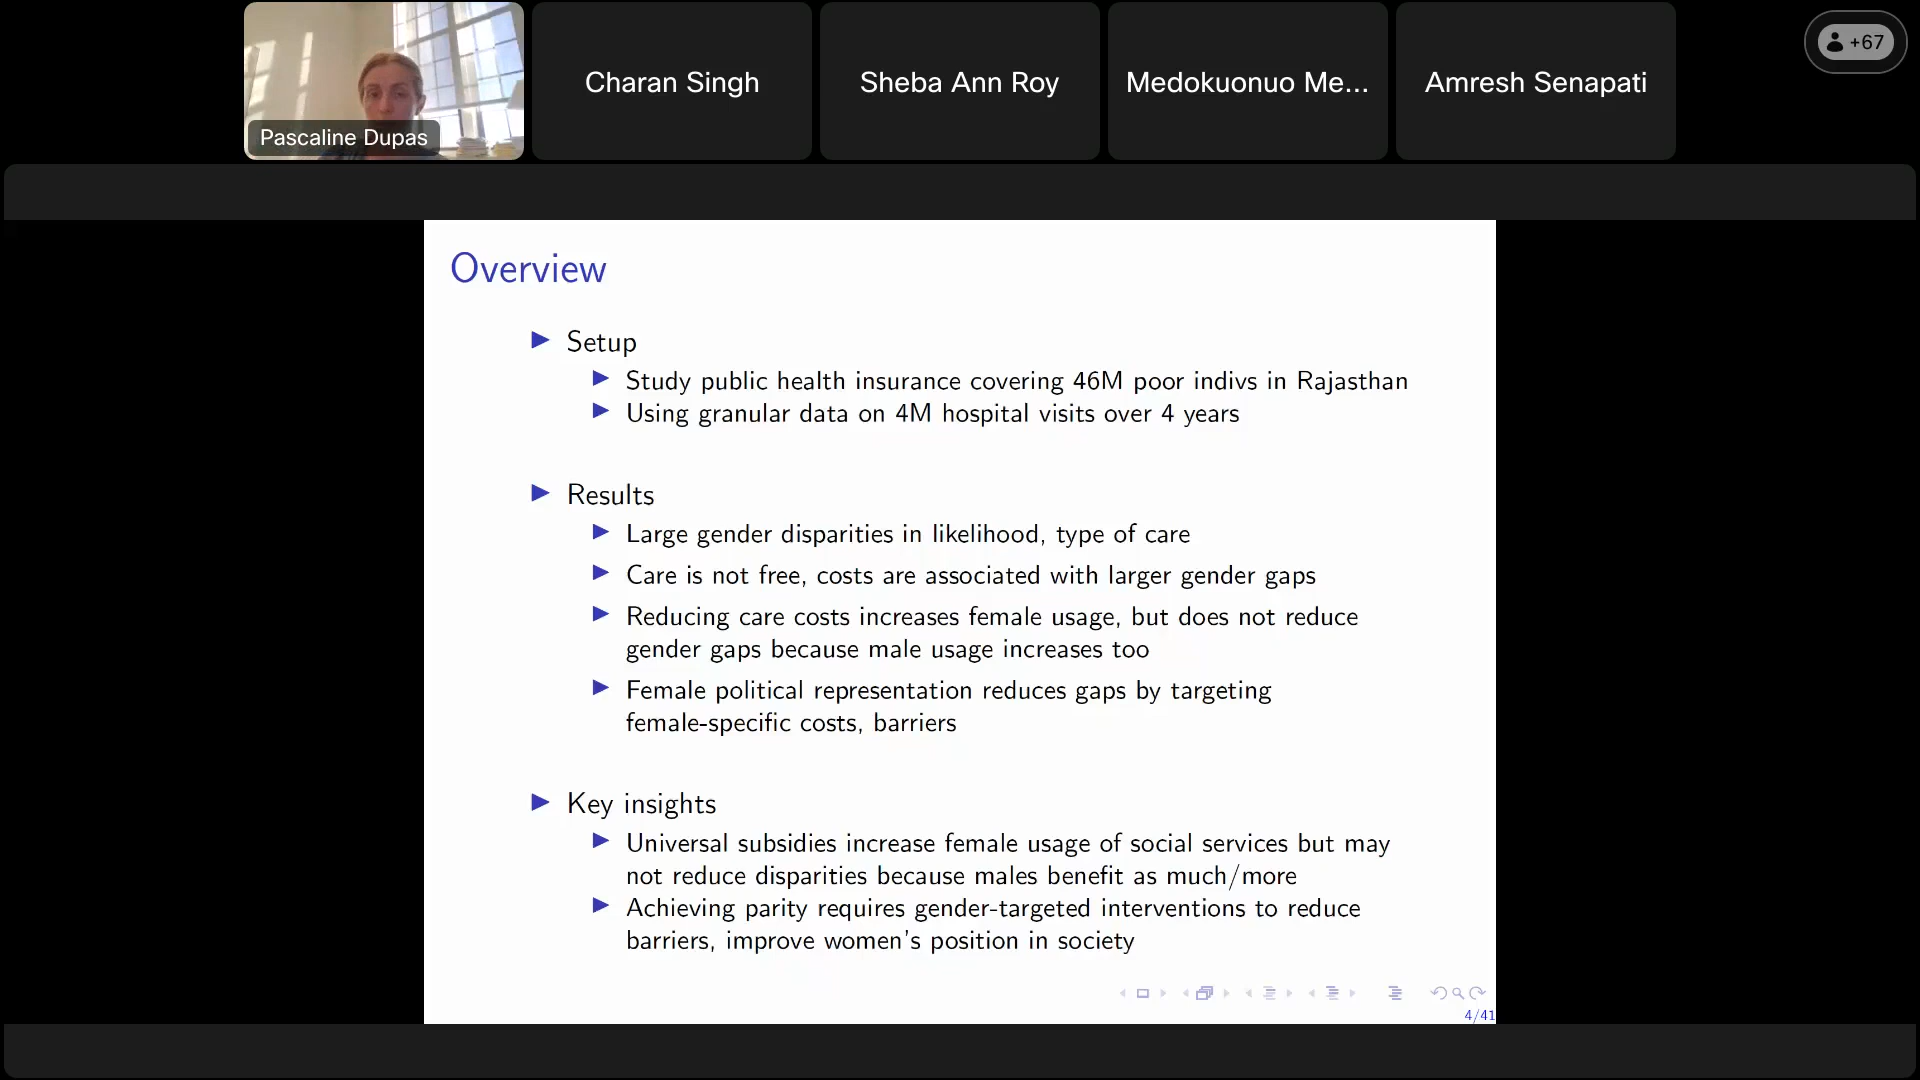 Pascaline Dupas
Charan Singh
Sheba Ann Roy
Medokuonuo Me...
Amresh Senapati
+67
Overview
Setup
Study public health insurance covering 46M poor indivs in Rajasthan
Using granular data on 4M hospital visits over 4 years
Results
Large gender disparities in likelihood, type of care
Care is not free, costs are associated with larger gender gaps
Reducing care costs increases female usage, but does not reduce
gender gaps because male usage increases too
Female political representation reduces gaps by targeting
female-specific costs, barriers
Key insights
Universal subsidies increase female usage of social services but may
not reduce disparities because males benefit as much/more
Achieving parity requires gender-targeted interventions to reduce
barriers, improve women's position in society
4/41